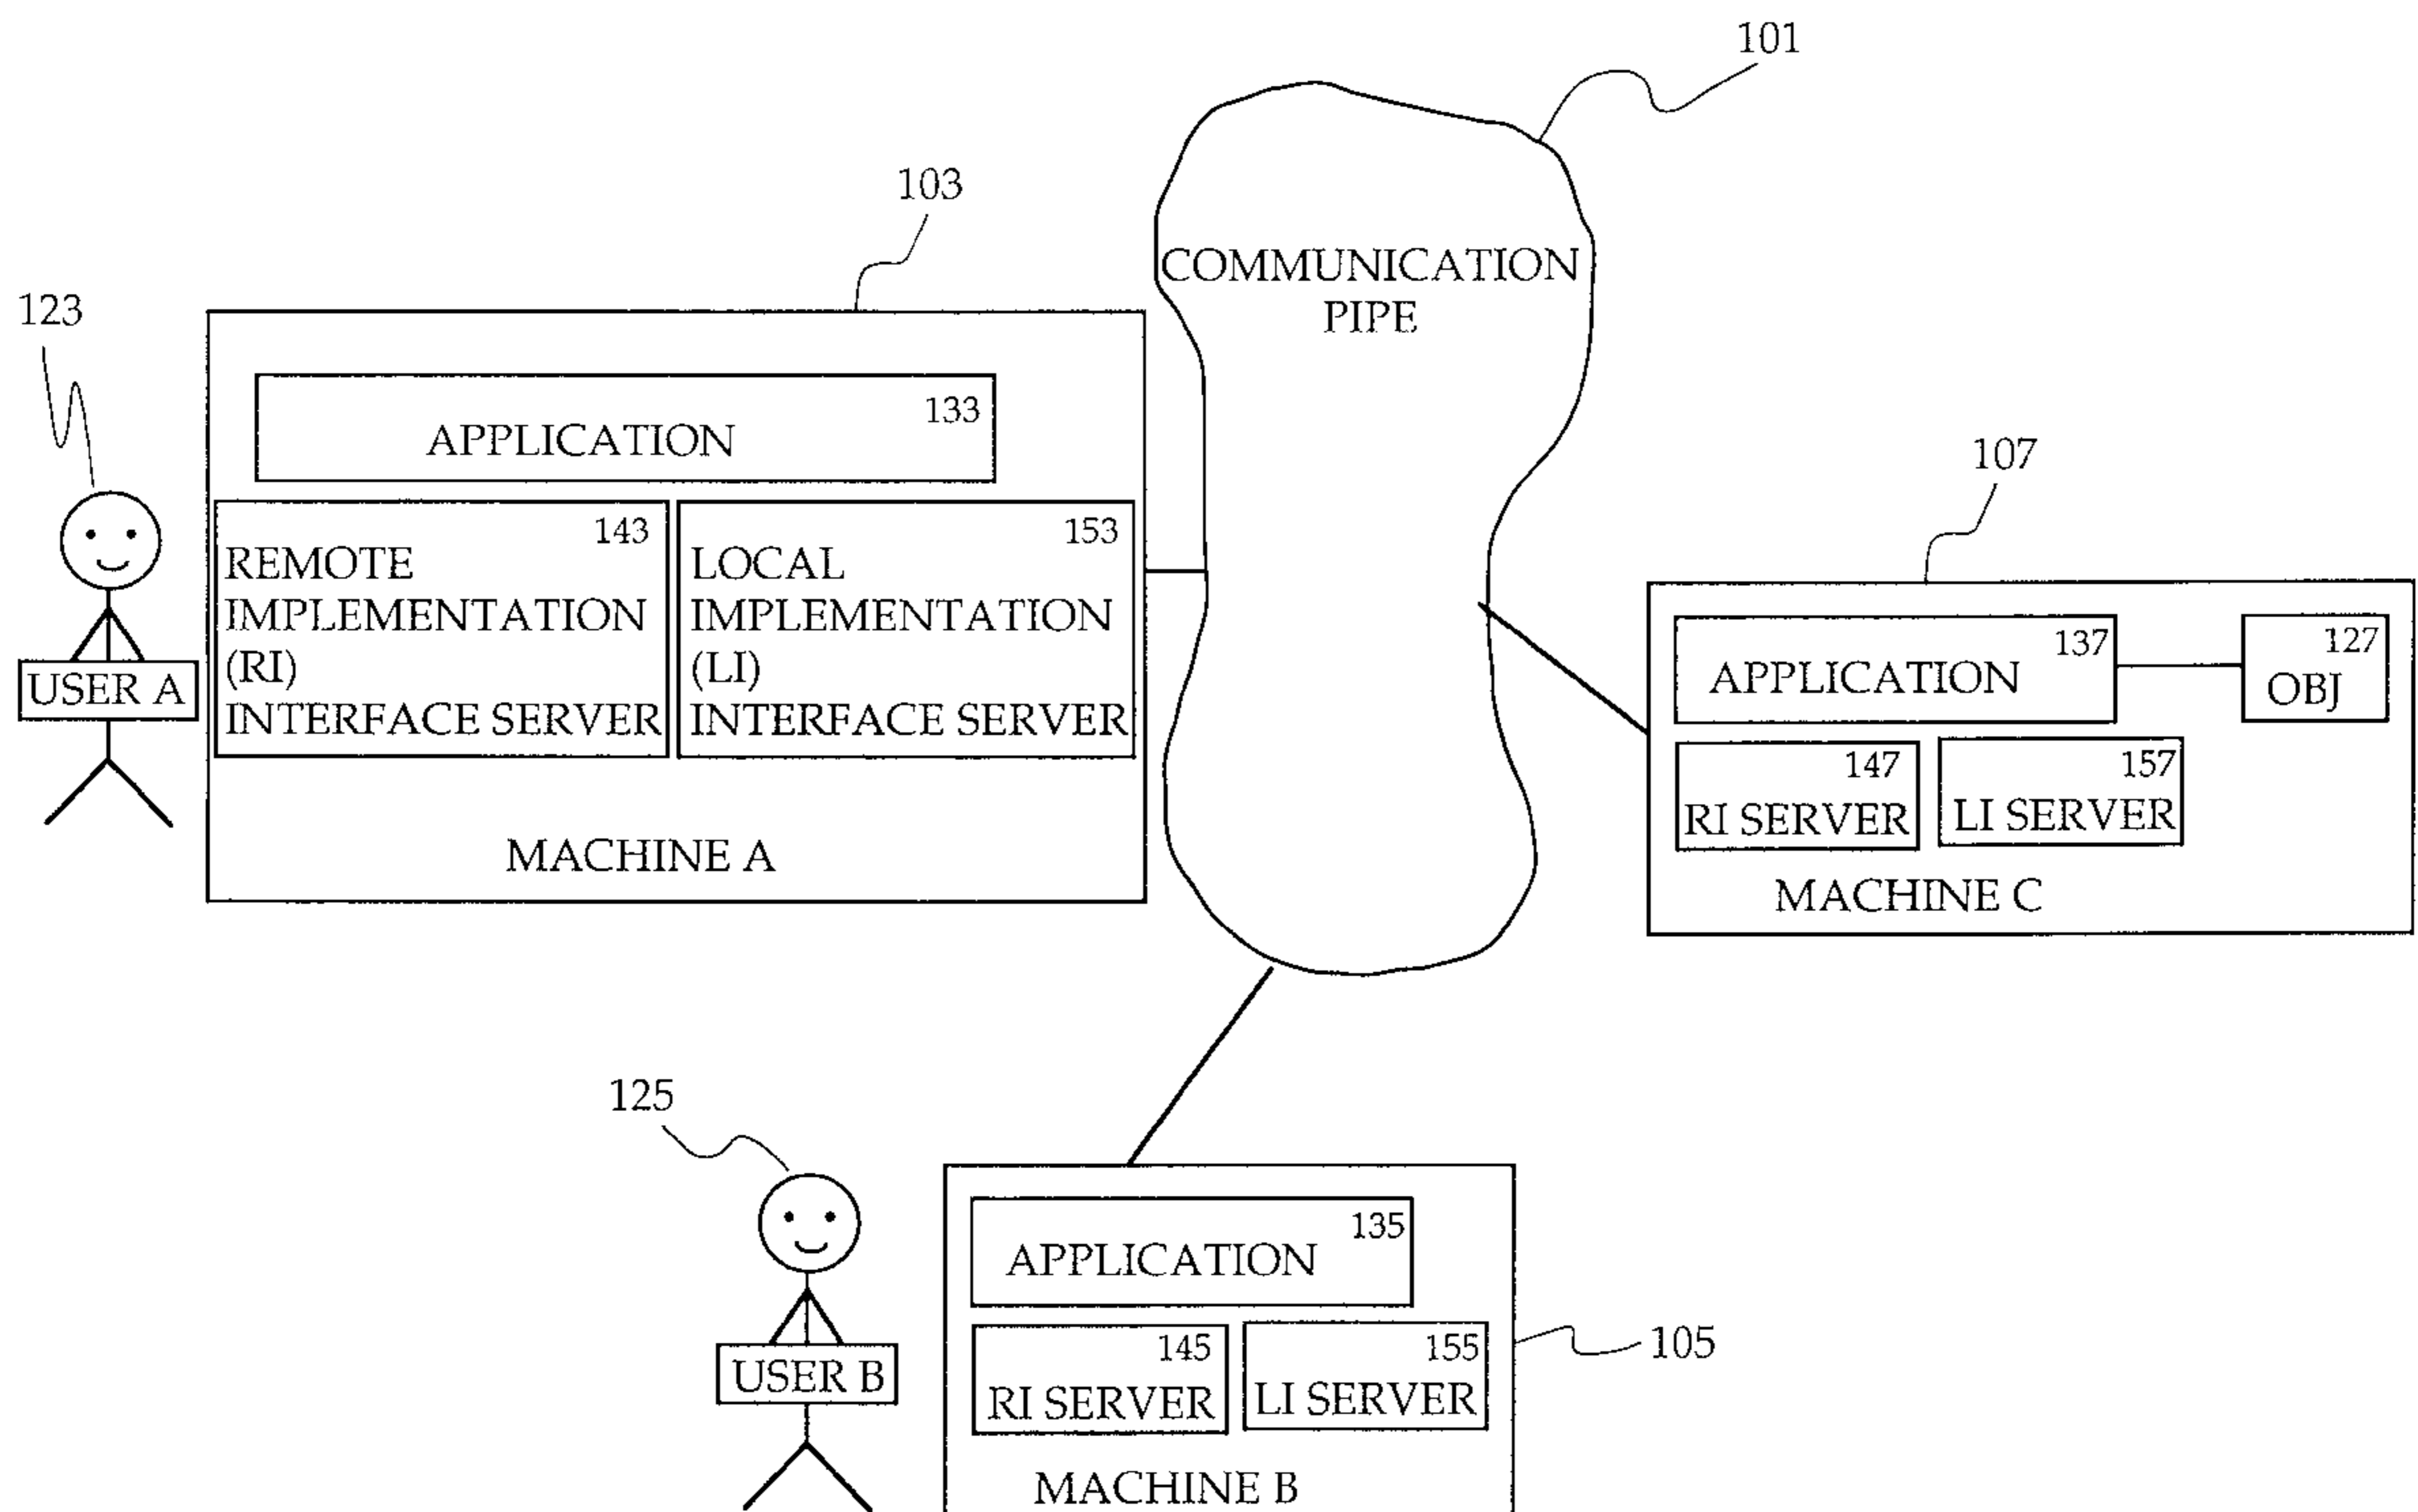 101
COMMUNICATION
PIPE
103
123
133
APPLICATION
143
REMOTE
IMPLEMENTATION
(RI)
INTERFACE SERVER
153
LOCAL
IMPLEMENTATION
(LI)
INTERFACE SERVER
MACHINE A
USER A
107
137
APPLICATION
127
OBJ
147
RI SERVER
157
LI SERVER
MACHINE C
125
USER B
135
APPLICATION
145
RI SERVER
155
LI SERVER
105
MACHINE B